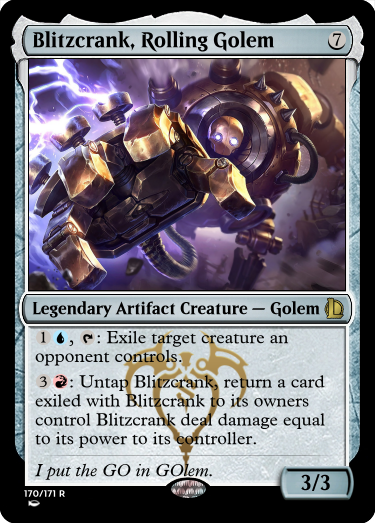 Blitzcrank, Rolling Golem 7
Legendary Artifact Creature — Golem
1 , : Exile target creature an
opponent controls.
3 : Untap Blitzcrank, return a card
exiled with Blitzcrank to its owners
control Blitzcrank deal damage equal
to its power to its controller.
I put the GO in GOlem.
3/3
170/171 R